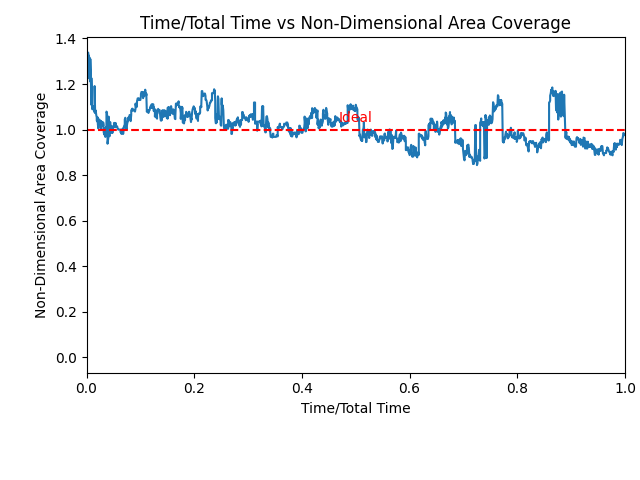 Time/Total Time vs Non-Dimensional Area Coverage
Non-Dimensional Area Coverage
1.4
1.2
1.0
0.8
0.6
0.4
0.2
0.0
Ideal
0.0 0.2 0.4 0.6 0.8 1.0
Time/Total Time